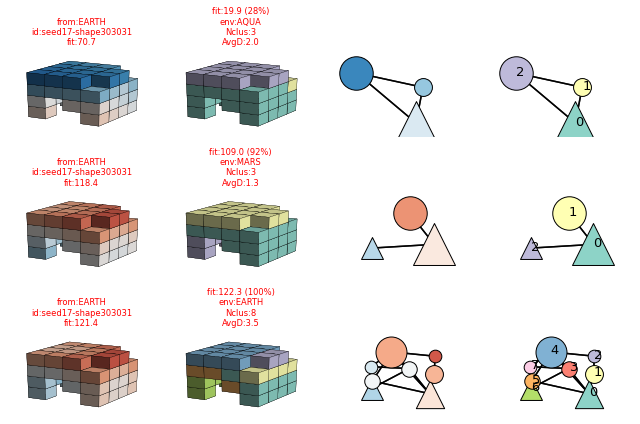 from:EARTH
id:seed17-shape303031
fit:70.7
fit:19.9 (28%)
env:AQUA
Nclus:3
AvgD:2.0
2
1
0
from:EARTH
id:seed17-shape303031
fit:118.4
fit:109.0 (92%)
env:MARS
Nclus:3
AvgD:1.3
1
0
2
from:EARTH
id:seed17-shape303031
fit:121.4
fit:122.3 (100%)
env:EARTH
Nclus:8
AvgD:3.5
4
2
7
3
1
5
6
0